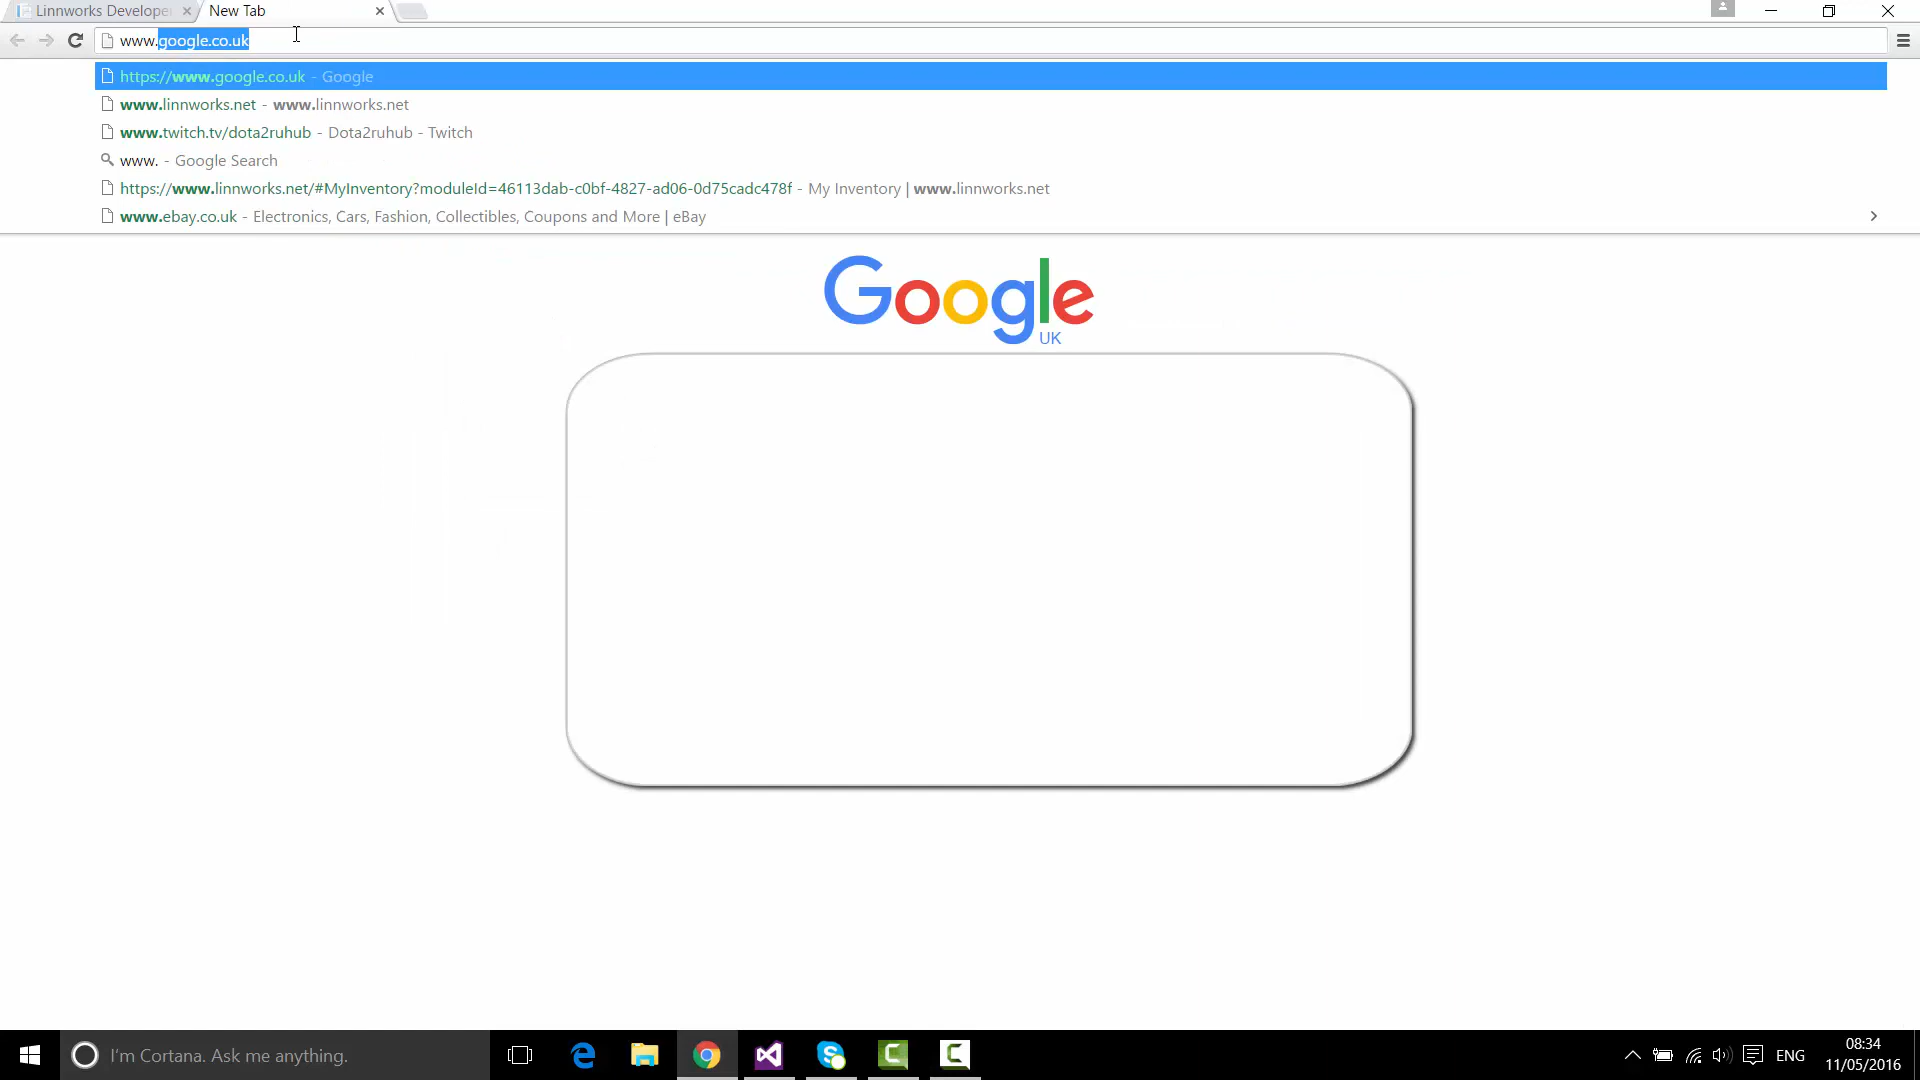 Linnworks Develope
New Tab
www.google.co.uk
https://www.google.co.uk - Google
www.linnworks.net - www.linnworks.net
www.twitch.tv/dota2ruhub - Dota2ruhub - Twitch
www. - Google Search
https://www.linnworks.net/#MyInventory?moduleId=46113dab-c0bf-4827-ad06-0d75cadc478f - My Inventory | www.linnworks.net
www.ebay.co.uk - Electronics, Cars, Fashion, Collectibles, Coupons and More | eBay
Google
UK
I'm Cortana. Ask me anything.
ENG
08:34
11/05/2016